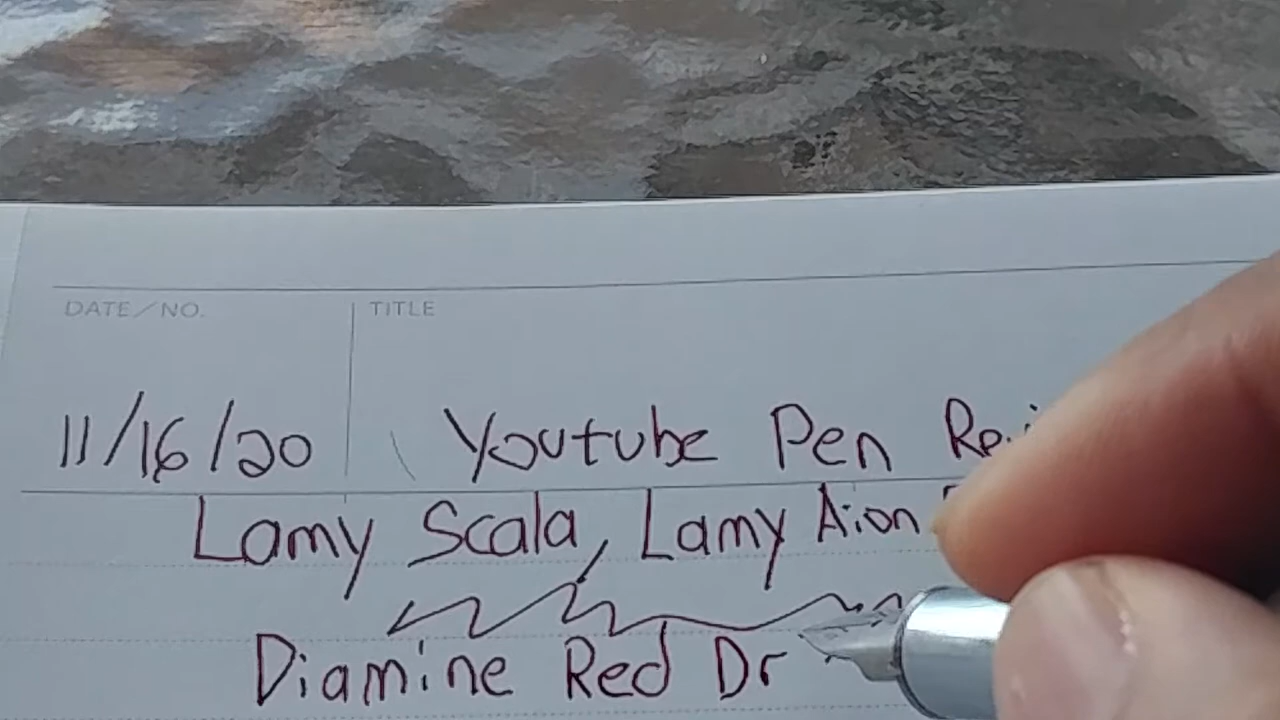 DATE/NO. TITLE
11/16/20 Youtube Pen
Lamy Scala, Lamy Aion
Diamine Red Dr